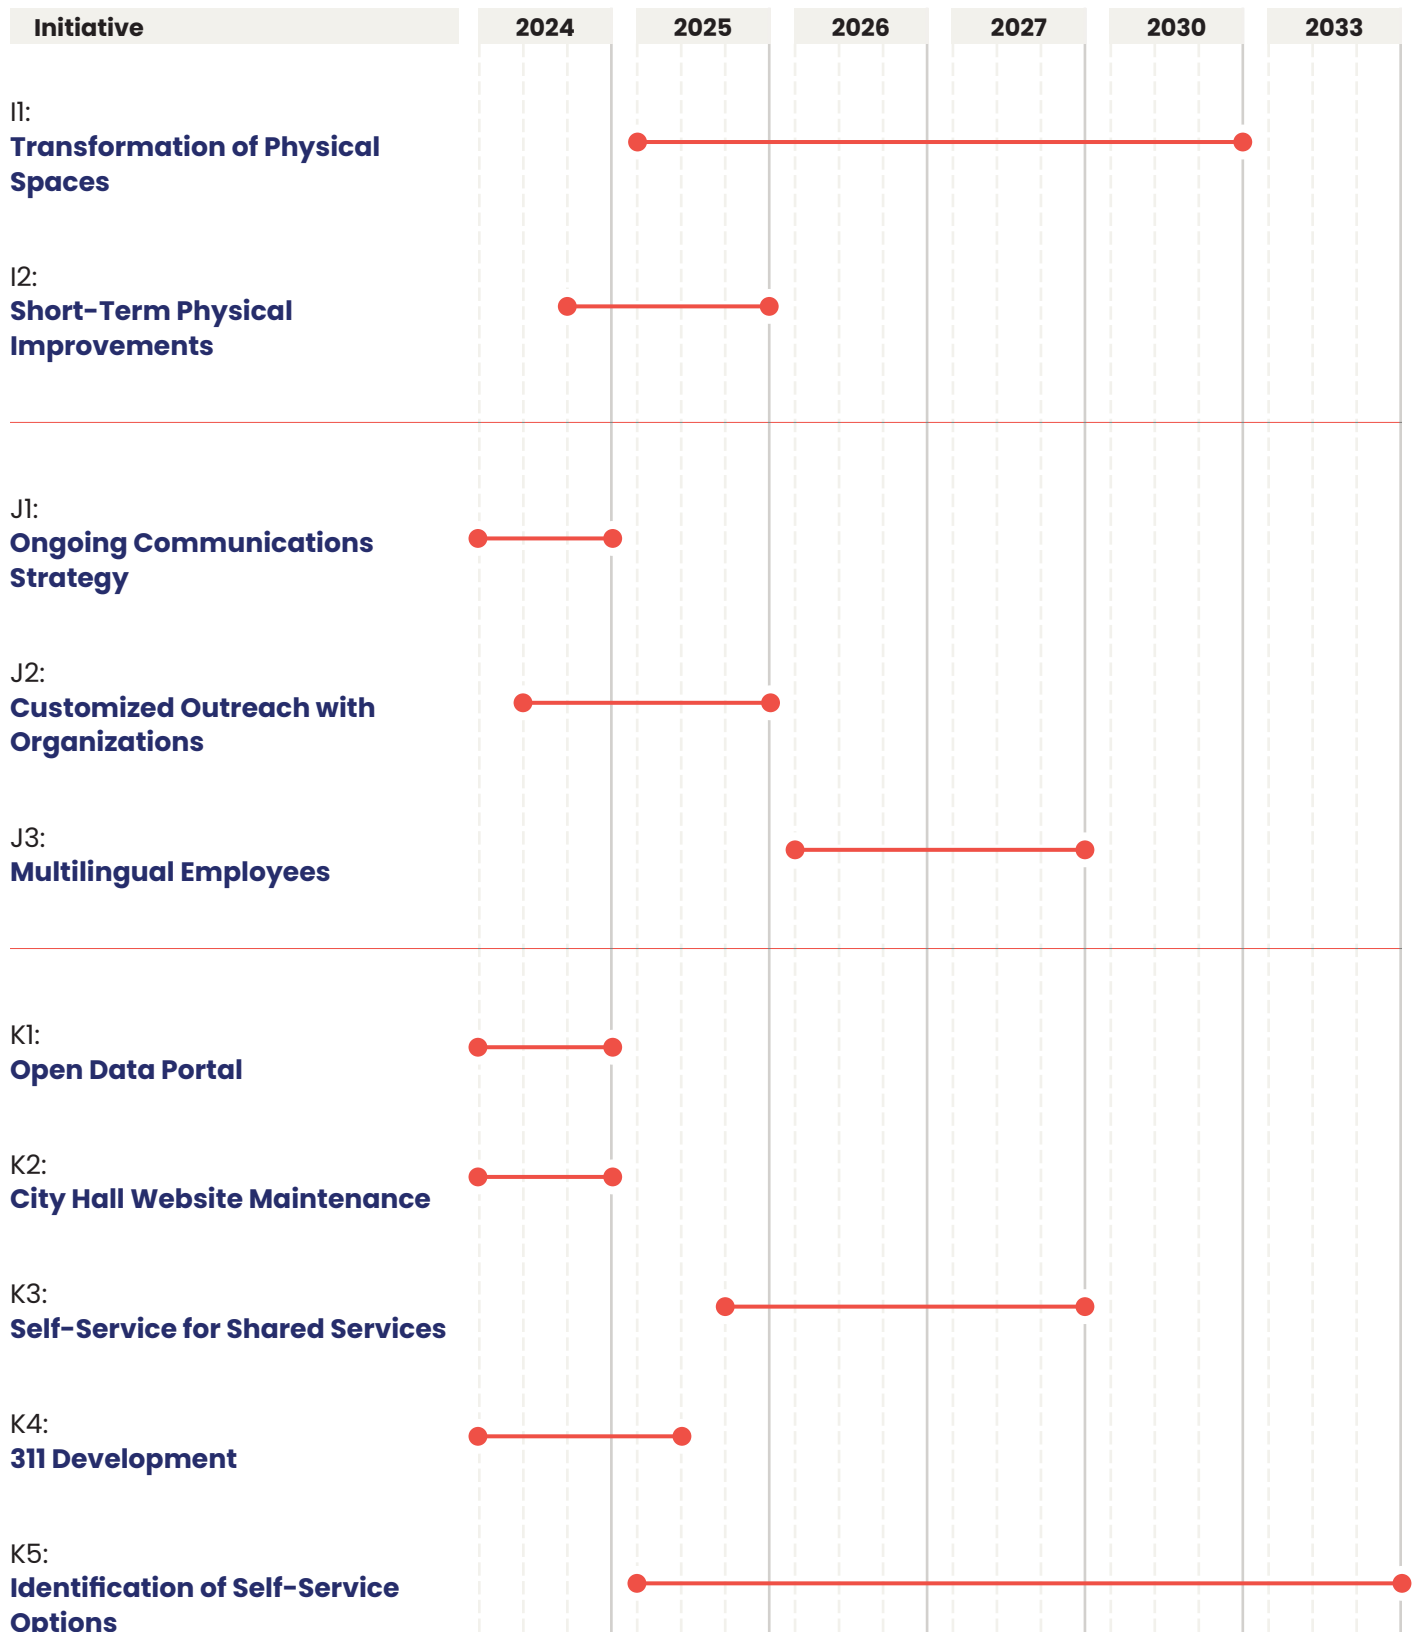 Initiative 2024 2025 2026 2027 2030 2033
I1:
Transformation of Physical
Spaces
I2:
Short-Term Physical
Improvements
J1:
Ongoing Communications
Strategy
J2:
Customized Outreach with
Organizations
J3:
Multilingual Employees
K1:
Open Data Portal
K2:
City Hall Website Maintenance
K3:
Self-Service for Shared Services
K4:
311 Development
K5:
Identification of Self-Service
Options